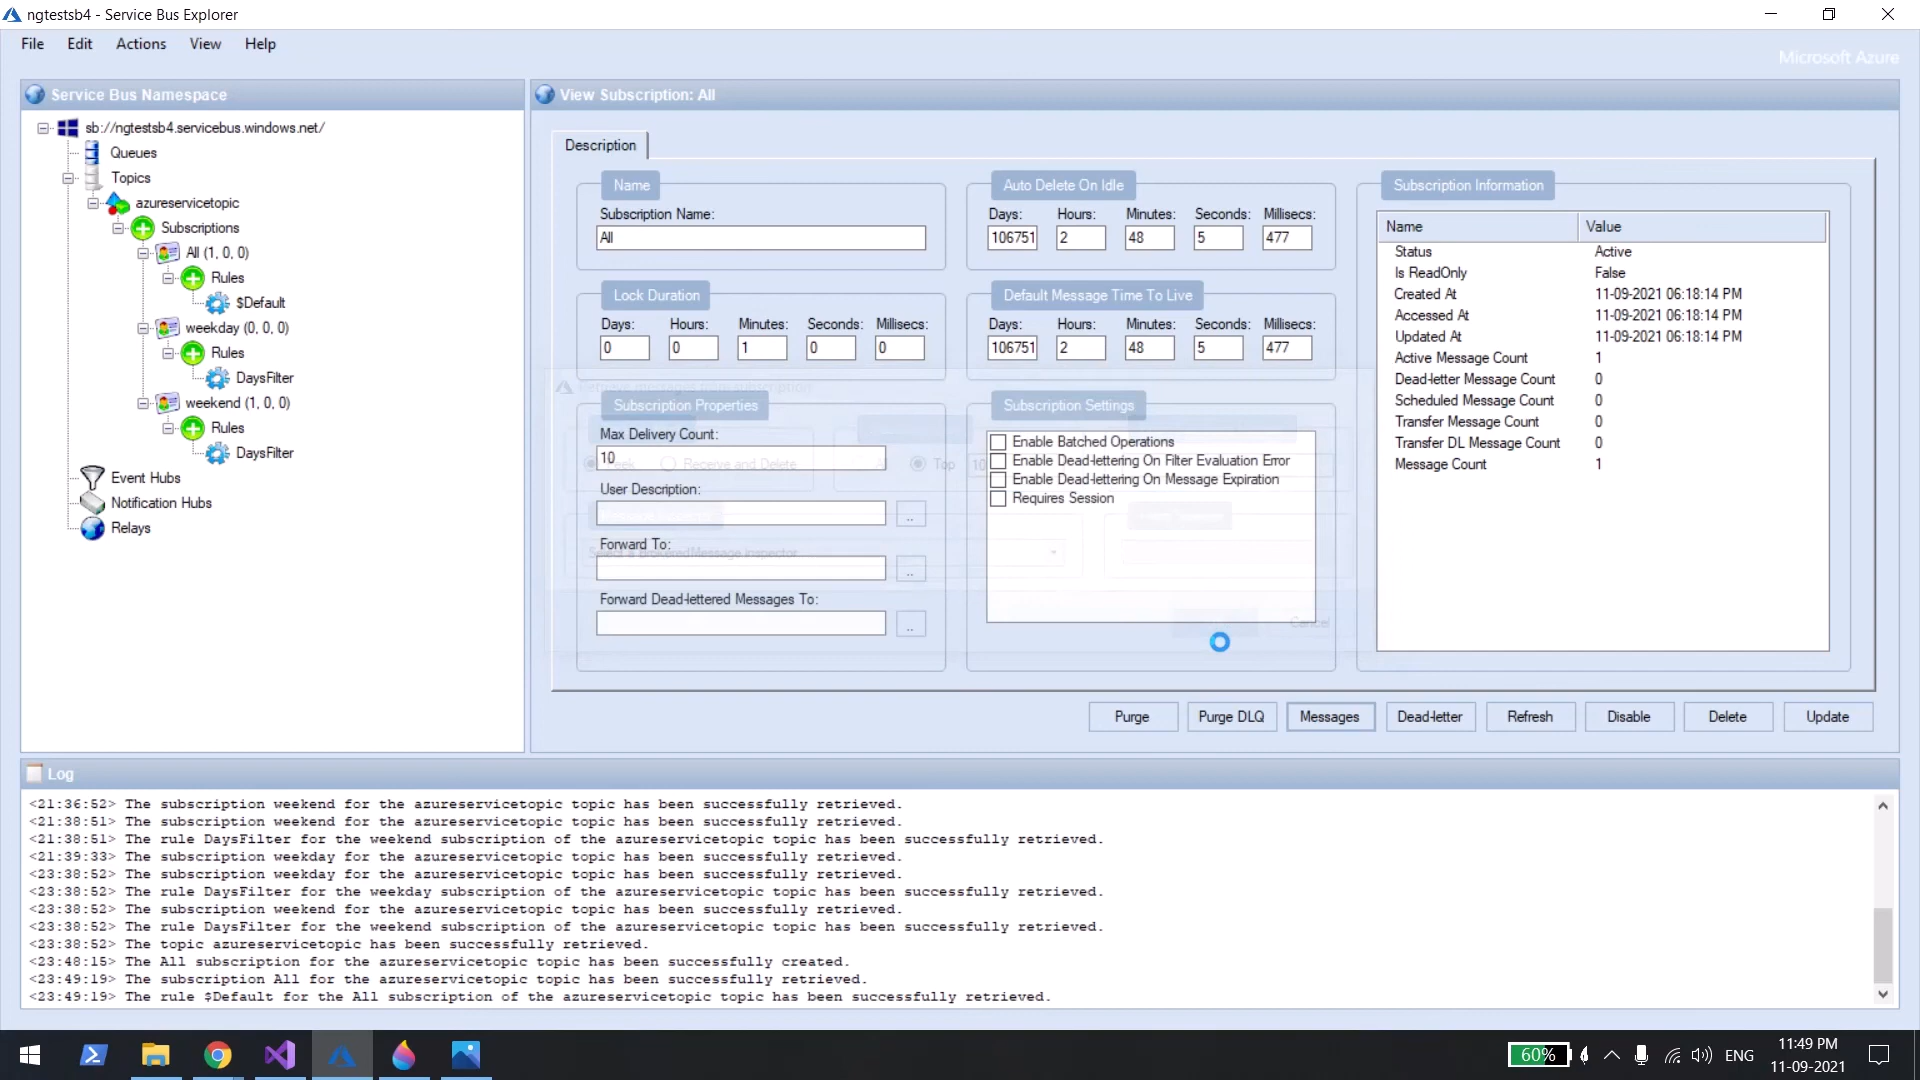 ngtestsb4 - Service Bus Explorer
File Edit Actions View Help
Microsoft Azure
Service Bus Namespace
sb://ngtestsb4.servicebus.windows.net/
Queues
Topics
azureservicetopic
Subscriptions
All (1, 0, 0)
Rules
$Default
weekday (0, 0, 0)
Rules
DaysFilter
weekend (1, 0, 0)
Rules
DaysFilter
Event Hubs
Notification Hubs
Relays
View Subscription: All
Description
Name
Subscription Name:
All
Auto Delete On Idle
Days: Hours: Minutes: Seconds: Millisecs:
106751 2 48 5 477
Lock Duration
Days: Hours: Minutes: Seconds: Millisecs:
0 0 1 0 0
Default Message Time To Live
Days: Hours: Minutes: Seconds: Millisecs:
106751 2 48 5 477
Retrieve messages from subscription
Subscription Properties
Max Delivery Count:
10
Receive and Delete
Top 10
User Description:
..
Forward To:
Select a BrokeredMessage inspector
..
Forward Dead-lettered Messages To:
..
Subscription Settings
Enable Batched Operations
Enable Dead-lettering On Filter Evaluation Error
Enable Dead-lettering On Message Expiration
Requires Session
Cancel
Subscription Information
Name Value
Status Active
Is ReadOnly False
Created At 11-09-2021 06:18:14 PM
Accessed At 11-09-2021 06:18:14 PM
Updated At 11-09-2021 06:18:14 PM
Active Message Count 1
Dead-letter Message Count 0
Scheduled Message Count 0
Transfer Message Count 0
Transfer DL Message Count 0
Message Count 1
Purge Purge DLQ Messages Dead-letter Refresh Disable Delete Update
Log
<21:36:52> The subscription weekend for the azureservicetopic topic has been successfully retrieved.
<21:38:51> The subscription weekend for the azureservicetopic topic has been successfully retrieved.
<21:38:51> The rule DaysFilter for the weekend subscription of the azureservicetopic topic has been successfully retrieved.
<21:39:33> The subscription weekday for the azureservicetopic topic has been successfully retrieved.
<23:38:52> The subscription weekday for the azureservicetopic topic has been successfully retrieved.
<23:38:52> The rule DaysFilter for the weekday subscription of the azureservicetopic topic has been successfully retrieved.
<23:38:52> The subscription weekend for the azureservicetopic topic has been successfully retrieved.
<23:38:52> The rule DaysFilter for the weekend subscription of the azureservicetopic topic has been successfully retrieved.
<23:38:52> The topic azureservicetopic has been successfully retrieved.
<23:48:15> The All subscription for the azureservicetopic topic has been successfully created.
<23:49:19> The subscription All for the azureservicetopic topic has been successfully retrieved.
<23:49:19> The rule $Default for the All subscription of the azureservicetopic topic has been successfully retrieved.
60% ENG 11:49 PM
11-09-2021